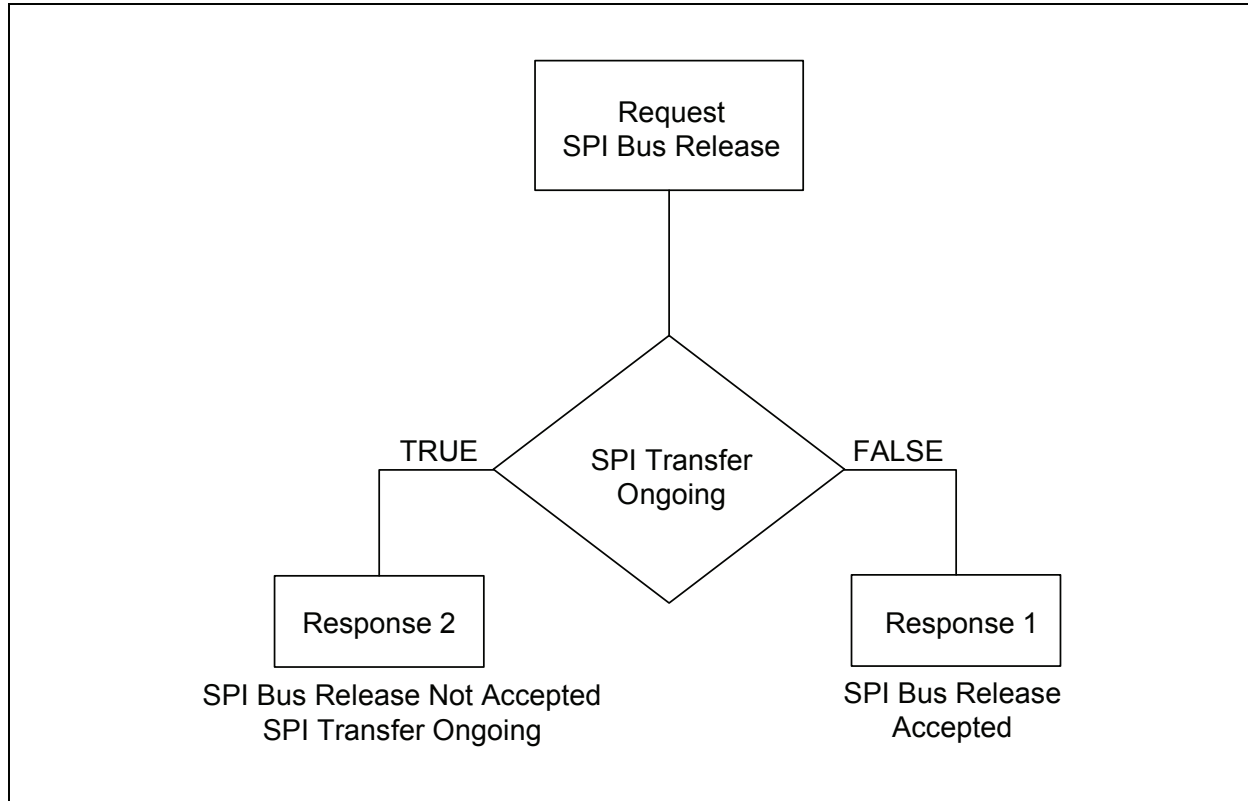 Request
SPI Bus Release
TRUE
FALSE
SPI Transfer
Ongoing
Response 2
Response 1
SPI Bus Release Not Accepted
SPI Transfer Ongoing
SPI Bus Release
Accepted